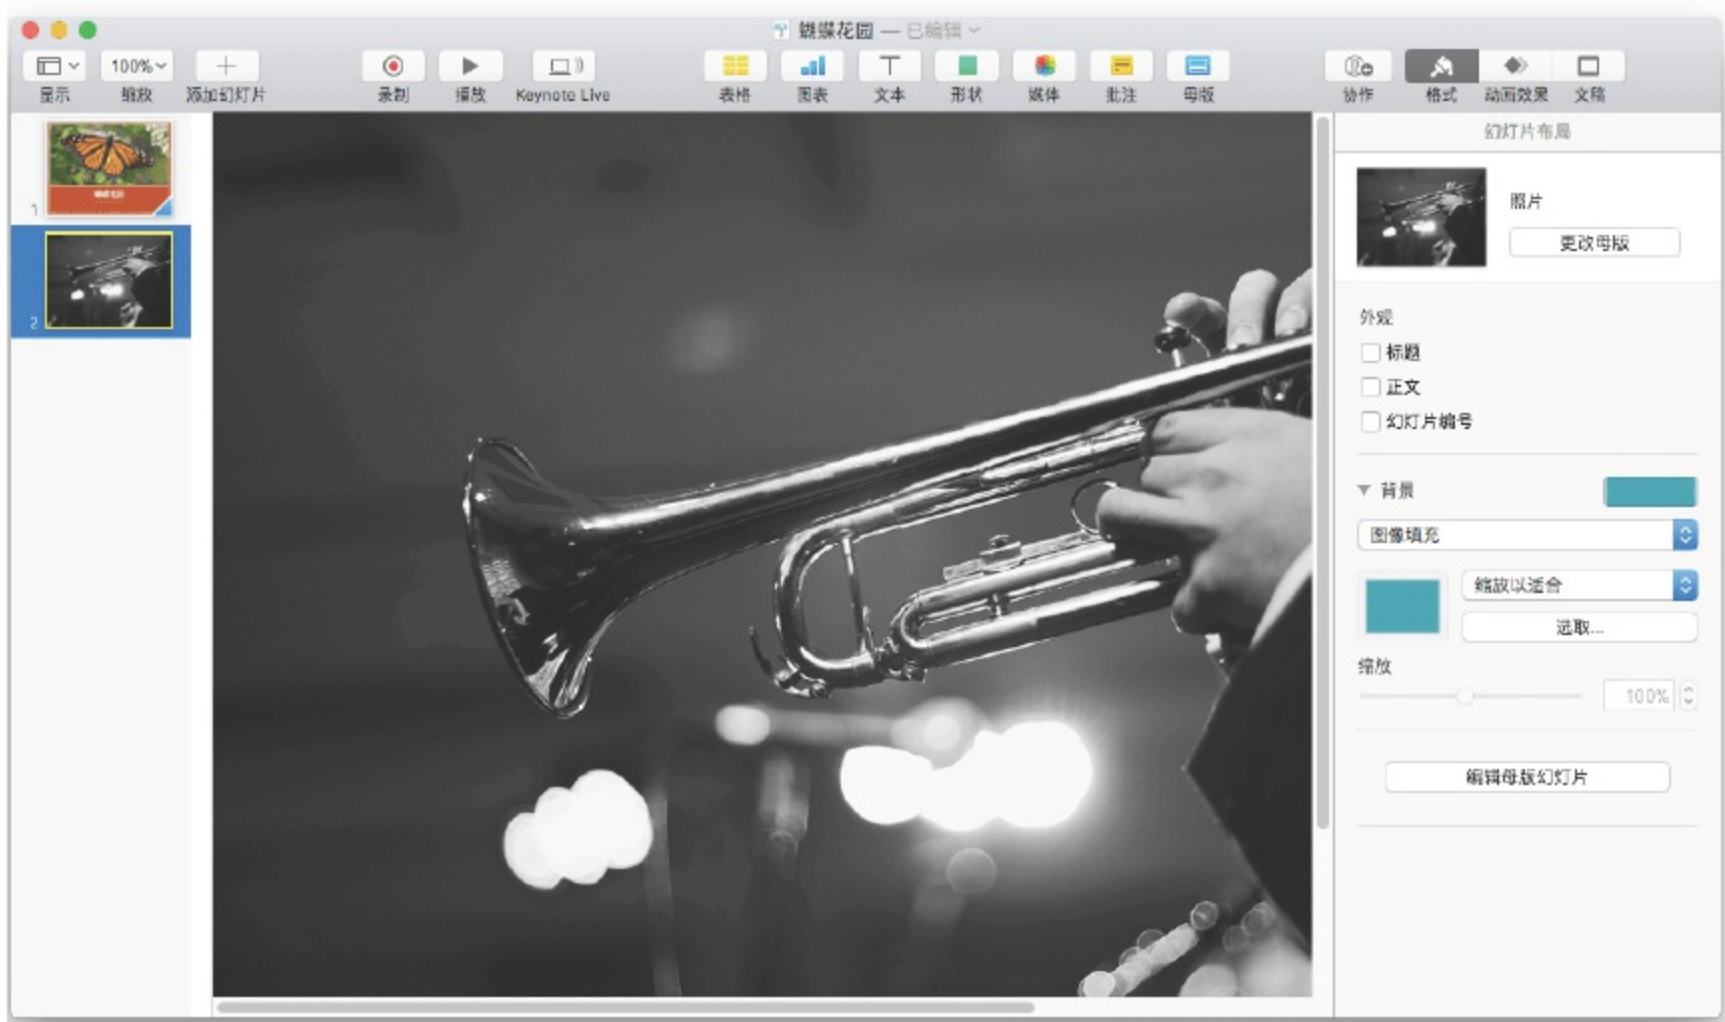 蝴蝶花园 — 已编辑
100%
显示 缩放 添加幻灯片 录制 播放 Keynote Live 表格 图表 文本 形状 媒体 批注 母版 协作 格式 动画效果 文稿
幻灯片布局
1
2
照片
更改母版
外观
标题
正文
幻灯片编号
背景
图像填充
缩放以适合
选取...
缩放
100%
编辑母版幻灯片